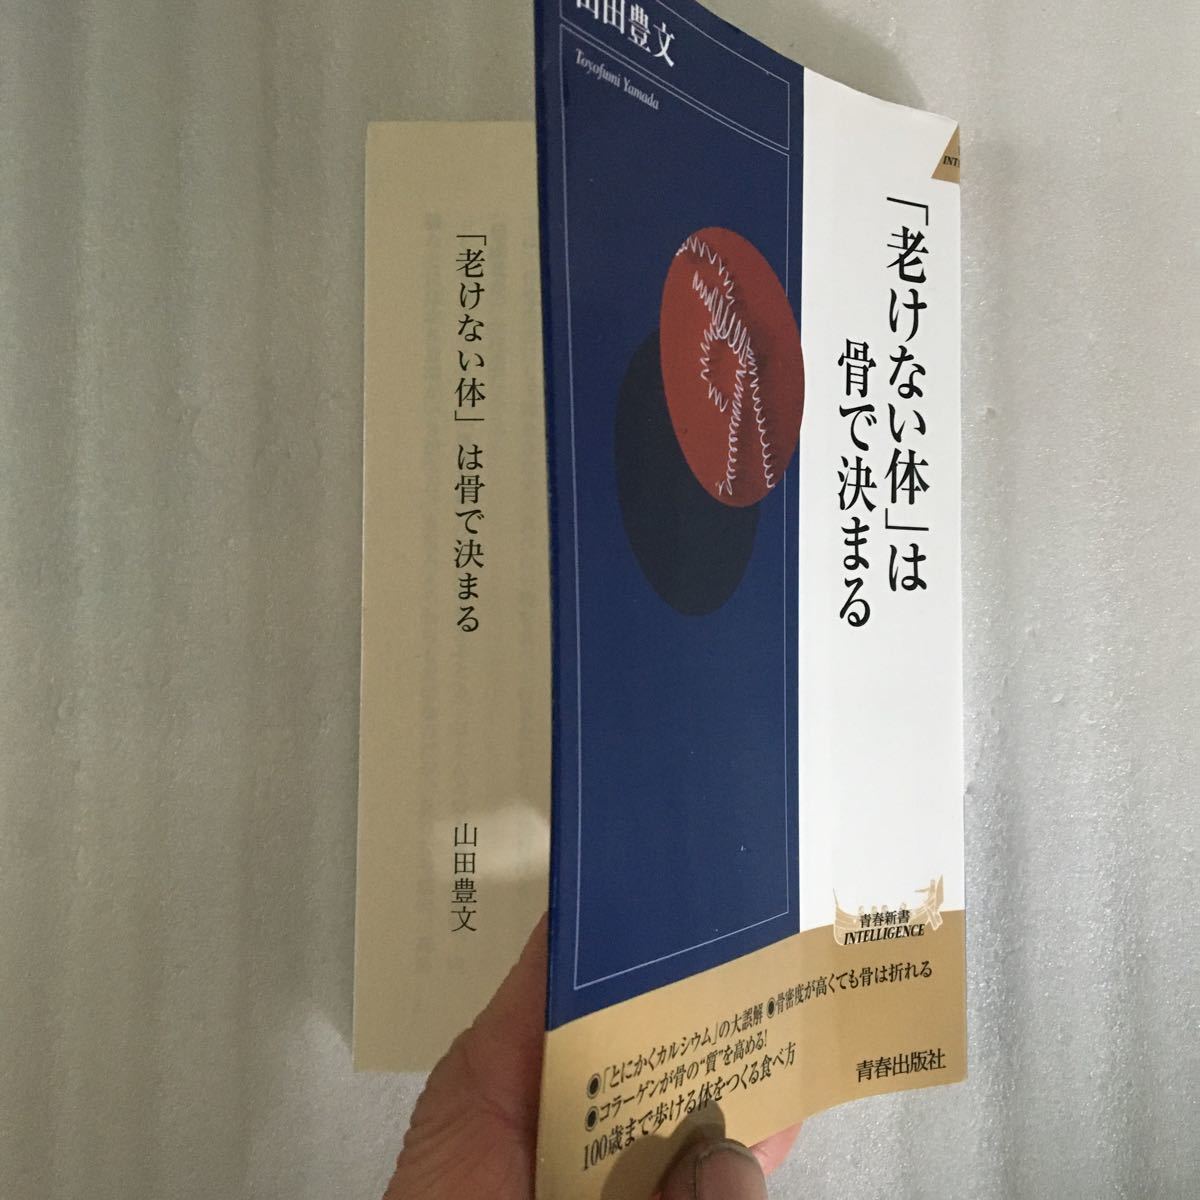 山田豊文
Toyofumi Yamada
「老けない体」は
骨で決まる
青春新書
INTELLIGENCE
●「とにかくカルシウム」の大誤解●骨密度が高くても骨は折れる
●コラーゲンが骨の“質”を高める!
100歳まで歩ける体をつくる食べ方
青春出版社
「老けない体」は骨で決まる
山田豊文